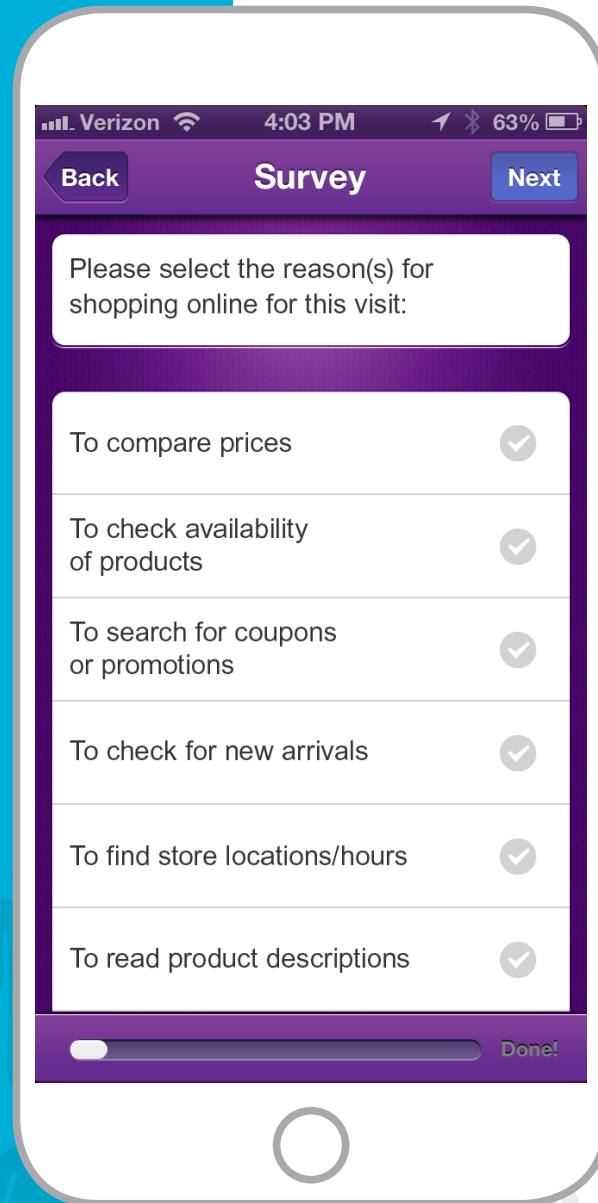 Verizon 4:03 PM 63%
Back Survey Next
Please select the reason(s) for
shopping online for this visit:
To compare prices
To check availability
of products
To search for coupons
or promotions
To check for new arrivals
To find store locations/hours
To read product descriptions
Done!